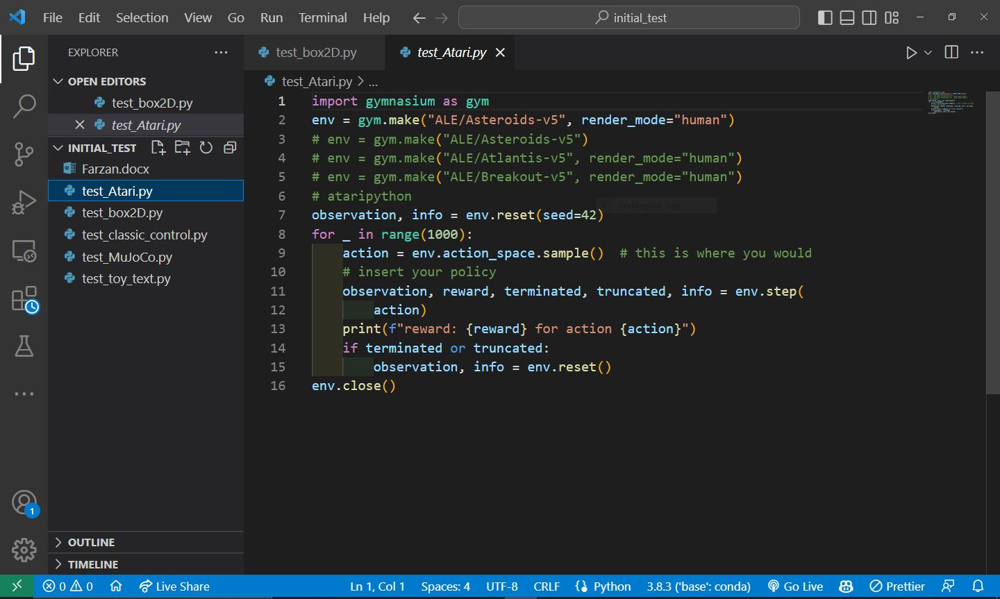 File Edit Selection View Go Run Terminal Help
initial_test
EXPLORER
OPEN EDITORS
test_box2D.py
test_Atari.py
INITIAL_TEST
Farzan.docx
test_Atari.py
test_box2D.py
test_classic_control.py
test_MuJoCo.py
test_toy_text.py
OUTLINE
TIMELINE
1
test_box2D.py
test_Atari.py
test_Atari.py > ...
1 import gymnasium as gym
2 env = gym.make("ALE/Asteroids-v5", render_mode="human")
3 # env = gym.make("ALE/Asteroids-v5")
4 # env = gym.make("ALE/Atlantis-v5", render_mode="human")
5 # env = gym.make("ALE/Breakout-v5", render_mode="human")
6 # ataripython
Rectangular Snip
7 observation, info = env.reset(seed=42)
8 for _ in range(1000):
9 action = env.action_space.sample()  # this is where you would
10 # insert your policy
11 observation, reward, terminated, truncated, info = env.step(
12 action)
13 print(f"reward: {reward} for action {action}")
14 if terminated or truncated:
15 observation, info = env.reset()
16 env.close()
0 0 Live Share Ln 1, Col 1 Spaces: 4 UTF-8 CRLF Python 3.8.3 ('base': conda) Go Live Prettier